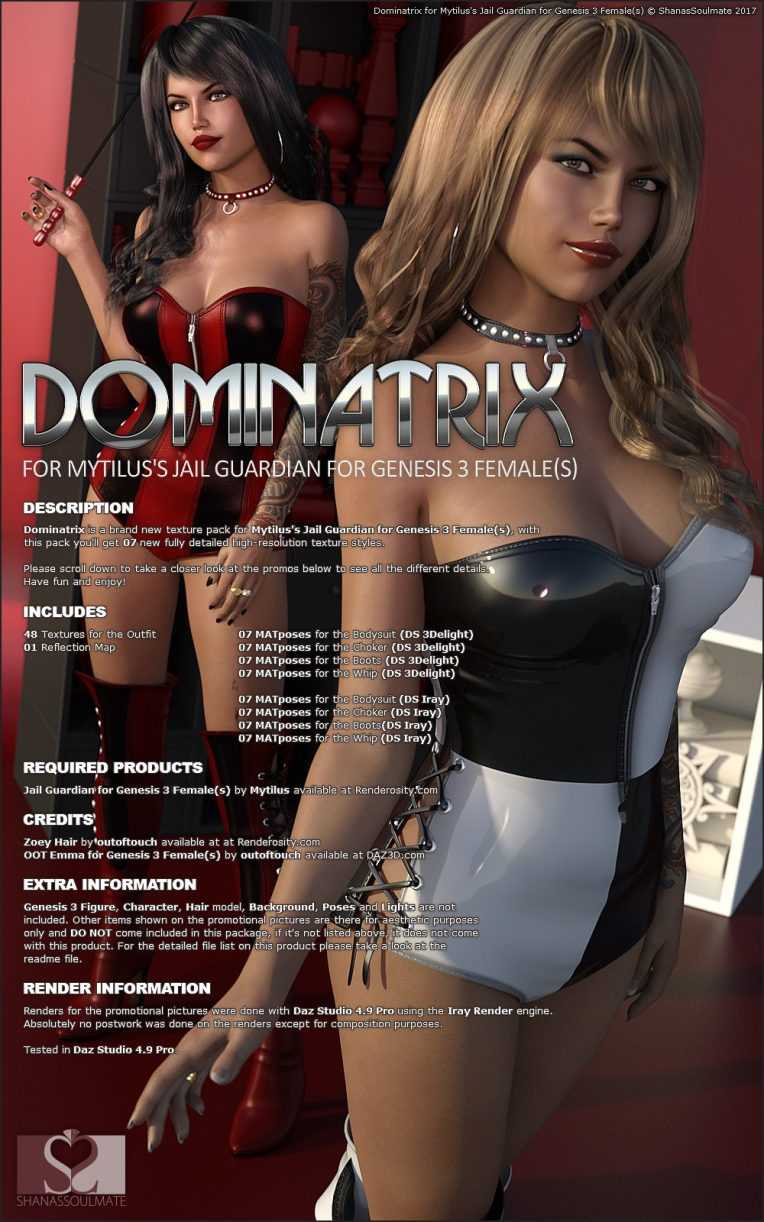 Dominatrix for Mytilus's Jail Guardian for Genesis 3 Female(s) © ShanasSoulmate 2017
DOMINATRIX
FOR MYTILUS'S JAIL GUARDIAN FOR GENESIS 3 FEMALE(S)
DESCRIPTION
Dominatrix is a brand new texture pack for Mytilus's Jail Guardian for Genesis 3 Female(s), with
this pack you'll get 07 new fully detailed high-resolution texture styles.
Please scroll down to take a closer look at the promos below to see all the different details.
Have fun and enjoy!
INCLUDES
48 Textures for the Outfit
01 Reflection Map
07 MATposes for the Bodysuit (DS 3Delight)
07 MATposes for the Choker (DS 3Delight)
07 MATposes for the Boots (DS 3Delight)
07 MATposes for the Whip (DS 3Delight)
07 MATposes for the Bodysuit (DS Iray)
07 MATposes for the Choker (DS Iray)
07 MATposes for the Boots(DS Iray)
07 MATposes for the Whip (DS Iray)
REQUIRED PRODUCTS
Jail Guardian for Genesis 3 Female(s) by Mytilus available at Renderosity.com
CREDITS
Zoey Hair by outoftouch available at at Renderosity.com
OOT Emma for Genesis 3 Female(s) by outoftouch available at DAZ3D.com
EXTRA INFORMATION
Genesis 3 Figure, Character, Hair model, Background, Poses and Lights are not
included. Other items shown on the promotional pictures are there for aesthetic purposes
only and DO NOT come included in this package, if it's not listed above, it does not come
with this product. For the detailed file list on this product please take a look at the
readme file.
RENDER INFORMATION
Renders for the promotional pictures were done with Daz Studio 4.9 Pro using the Iray Render engine.
Absolutely no postwork was done on the renders except for composition purposes.
Tested in Daz Studio 4.9 Pro
SHANASSOULMATE